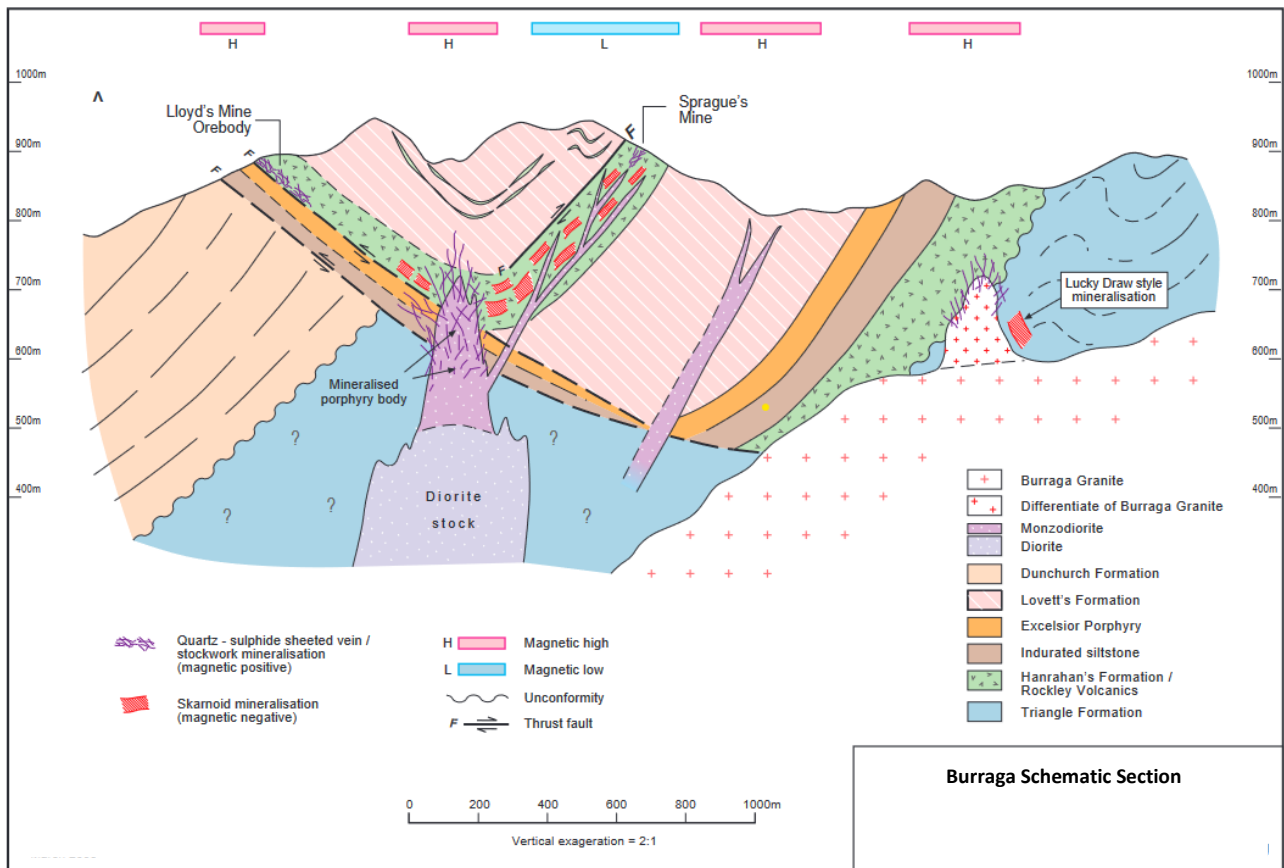 H H L H H
1000m 1000m
Λ
Lloyd's Mine
Orebody
Sprague's
Mine
F
F
F
900m 900m
800m 800m
F
700m 700m
Lucky Draw style
mineralisation
600m 600m
Mineralised
porphyry body
500m 500m
? ?
400m 400m
? ? ?
Diorite
stock
Burraga Granite
Differentiate of Burraga Granite
Monzodiorite
Diorite
Dunchurch Formation
Lovett's Formation
Excelsior Porphyry
Indurated siltstone
Hanrahan's Formation /
Rockley Volcanics
Triangle Formation
Quartz - sulphide sheeted vein /
stockwork mineralisation
(magnetic positive)
Skarnoid mineralisation
(magnetic negative)
H Magnetic high
L Magnetic low
Unconformity
F Thrust fault
Burraga Schematic Section
0 200 400 600 800 1000m
Vertical exageration = 2:1